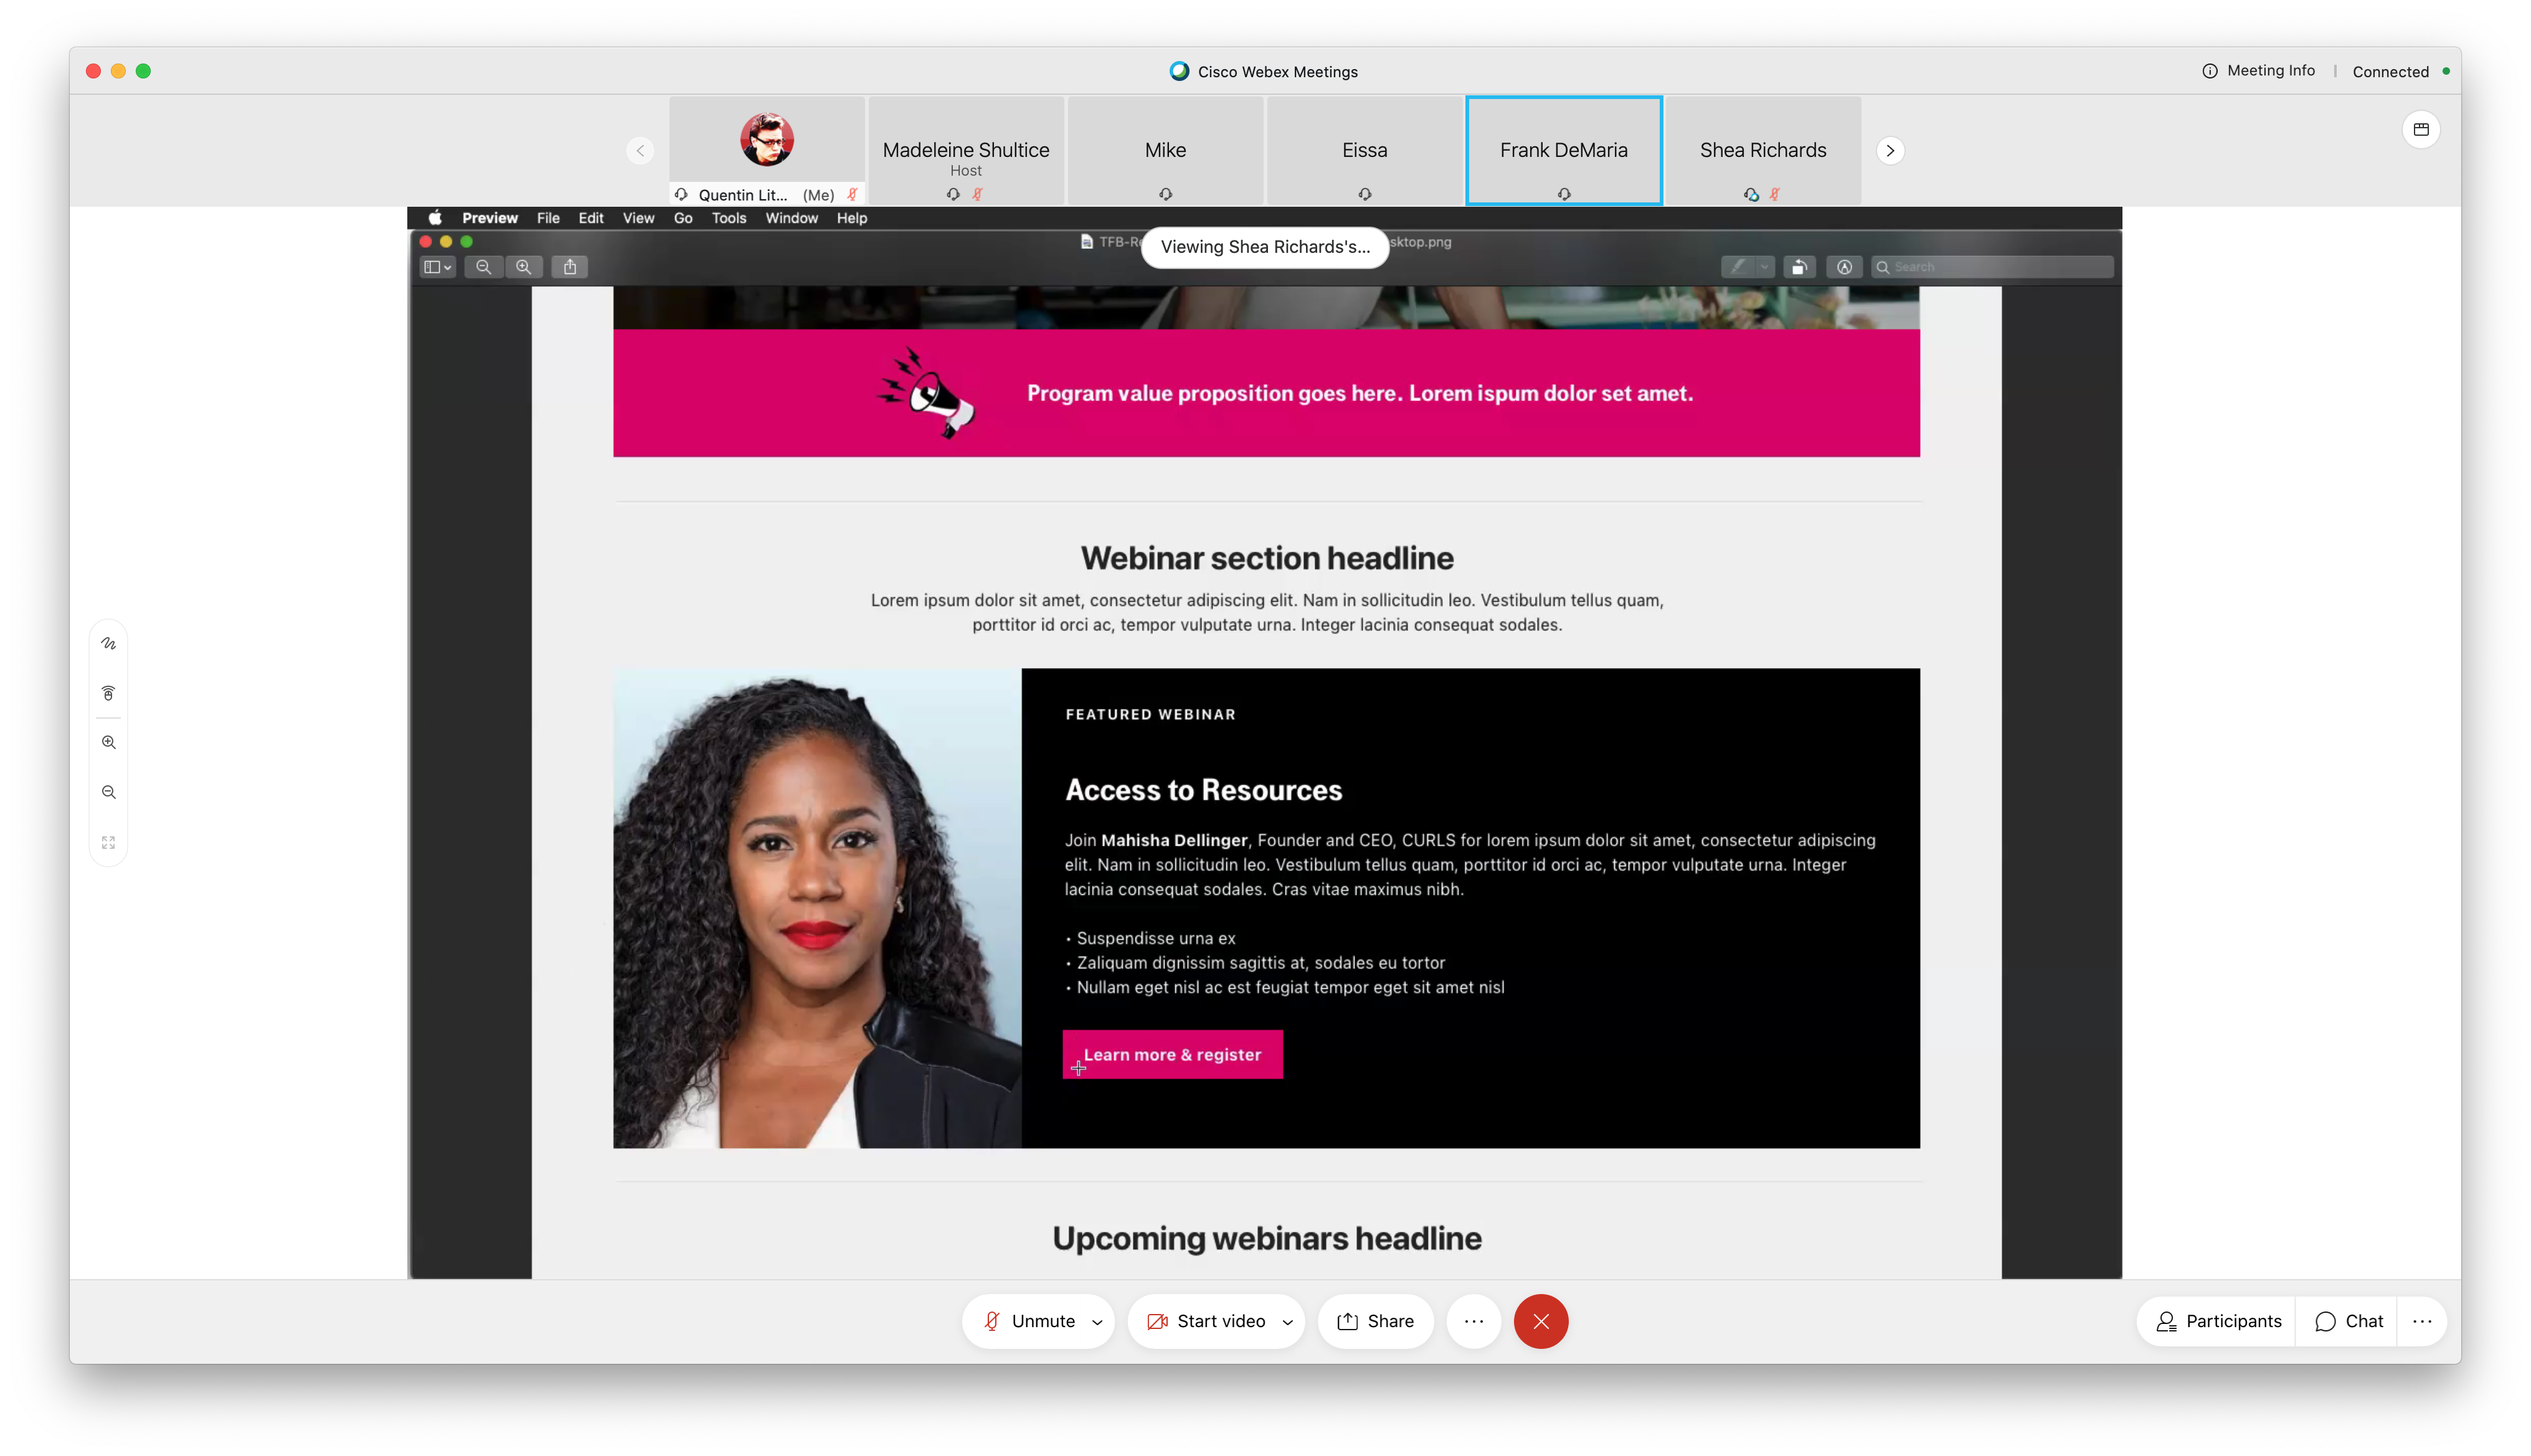 Cisco Webex Meetings
Meeting Info
Connected
Quentin Lit... (Me)
Madeleine Shultice
Host
Mike
Eissa
Frank DeMaria
Shea Richards
Preview File Edit View Go Tools Window Help
TFB-Re
Viewing Shea Richards's...
sktop.png
Search
Program value proposition goes here. Lorem ispum dolor set amet.
Webinar section headline
Lorem ipsum dolor sit amet, consectetur adipiscing elit. Nam in sollicitudin leo. Vestibulum tellus quam,
porttitor id orci ac, tempor vulputate urna. Integer lacinia consequat sodales.
FEATURED WEBINAR
Access to Resources
Join Mahisha Dellinger, Founder and CEO, CURLS for lorem ipsum dolor sit amet, consectetur adipiscing
elit. Nam in sollicitudin leo. Vestibulum tellus quam, porttitor id orci ac, tempor vulputate urna. Integer
lacinia consequat sodales. Cras vitae maximus nibh.
• Suspendisse urna ex
• Zaliquam dignissim sagittis at, sodales eu tortor
• Nullam eget nisl ac est feugiat tempor eget sit amet nisl
Learn more & register
Upcoming webinars headline
Unmute
Start video
Share
Participants
Chat